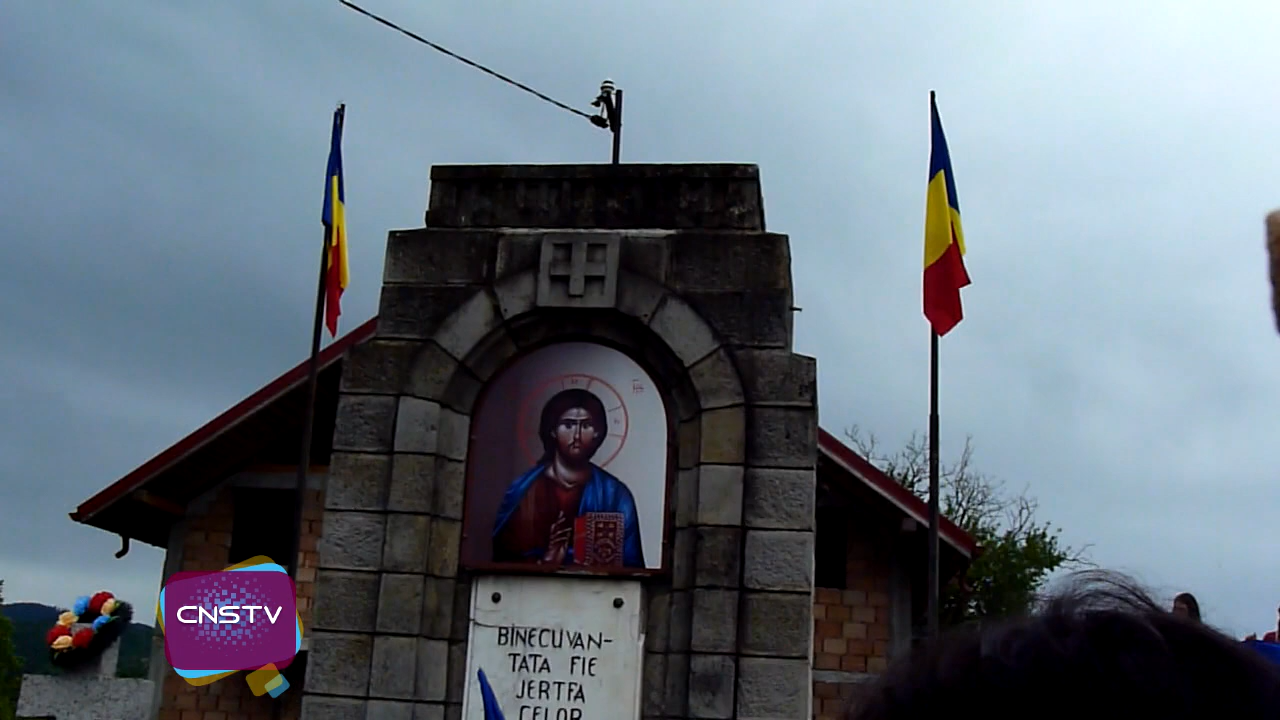 BINECUVAN-
TATA FIE
JERTFA
CELOR
CNSTV